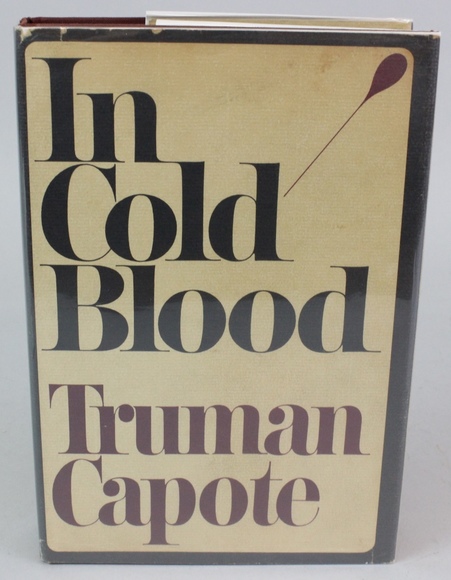 In
Cold
Blood
Truman
Capote